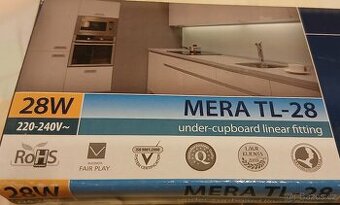 28W
220-240V~
MERA TL-28
under-cupboard linear fitting
RoHS
FAIR PLAY
28W
MERA TL-28